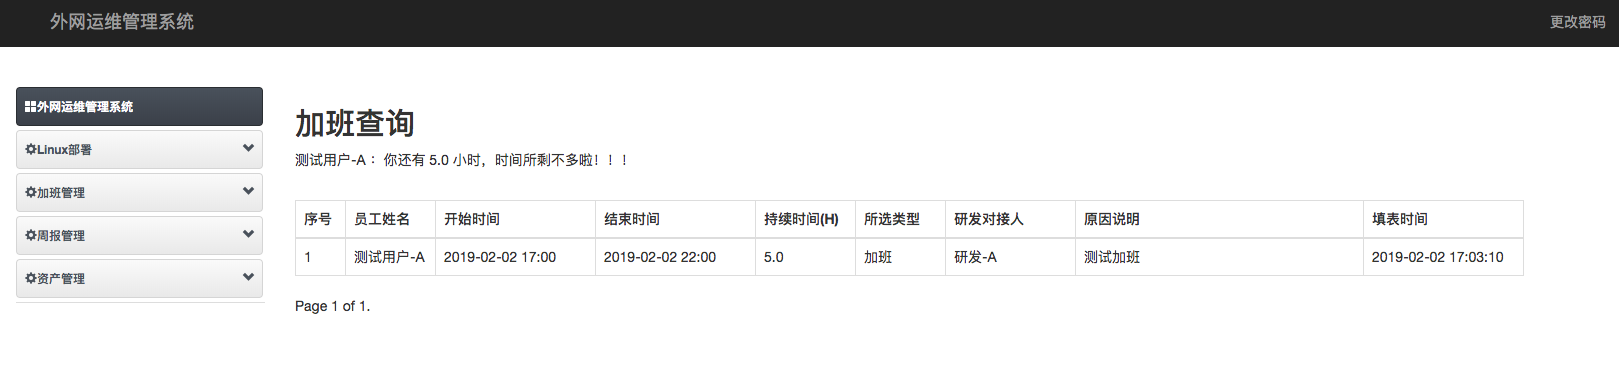 外网运维管理系统 更改密码
外网运维管理系统
Linux部署
加班管理
周报管理
资产管理
加班查询
测试用户-A： 你还有 5.0 小时，时间所剩不多啦！！！
序号 员工姓名 开始时间 结束时间 持续时间(H) 所选类型 研发对接人 原因说明 填表时间
1 测试用户-A 2019-02-02 17:00 2019-02-02 22:00 5.0 加班 研发-A 测试加班 2019-02-02 17:03:10
Page 1 of 1.